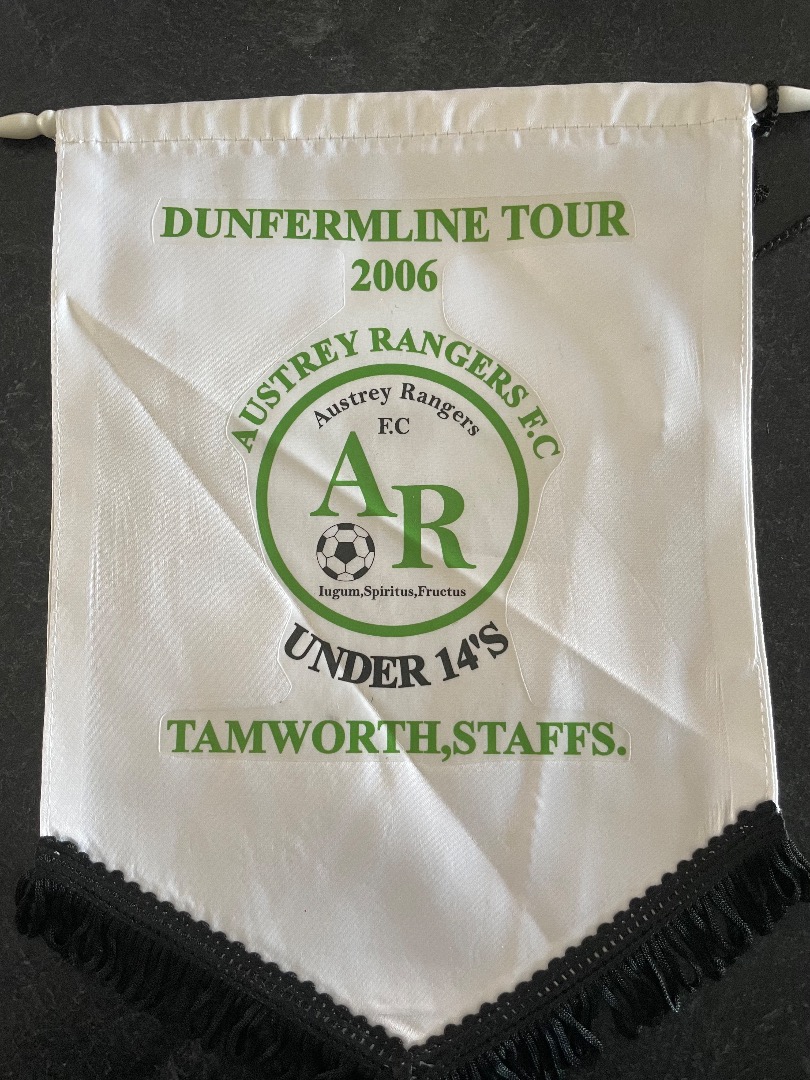 DUNFERMLINE TOUR
2006
AUSTREY RANGERS F.C
Austrey Rangers
F.C
AR
Iugum,Spiritus,Fructus
UNDER 14'S
TAMWORTH,STAFFS.